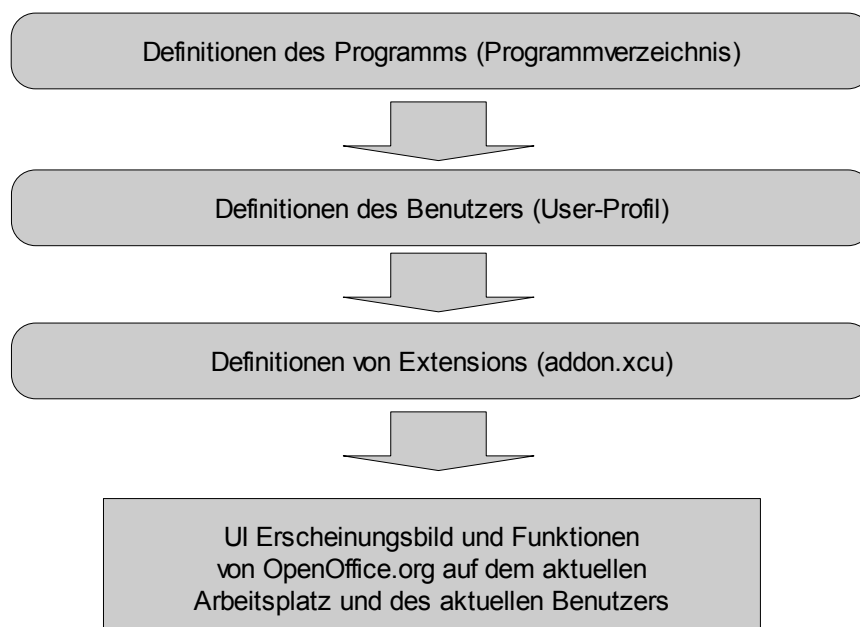 Definitionen des Programms (Programmverzeichnis)
Definitionen des Benutzers (User-Profil)
Definitionen von Extensions (addon.xcu)
UI Erscheinungsbild und Funktionen
von OpenOffice.org auf dem aktuellen
Arbeitsplatz und des aktuellen Benutzers